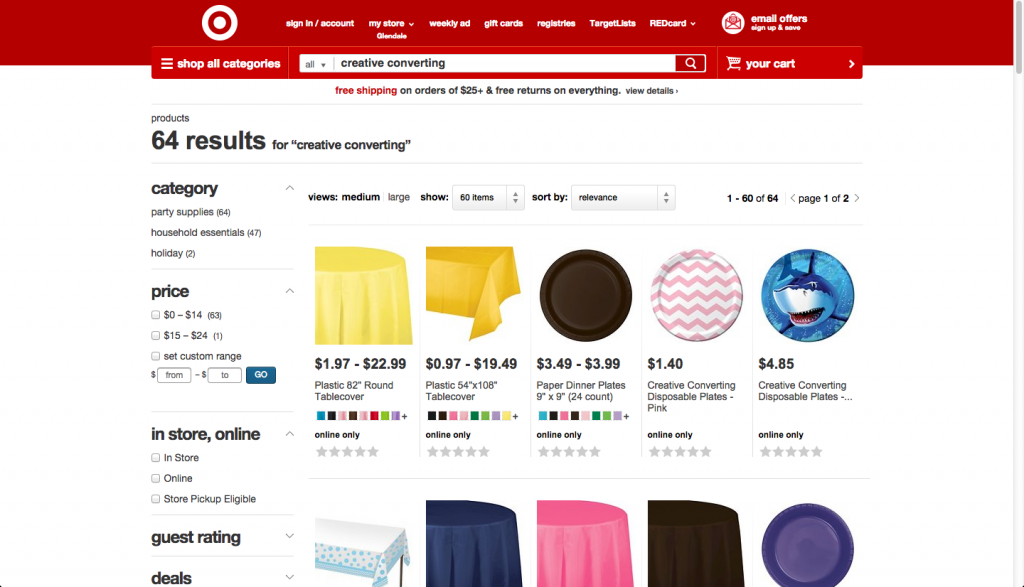 sign in / account
my store
Glendale
weekly ad
gift cards
registries
TargetLists
REDcard
email offers
sign up & save
shop all categories
all
creative converting
your cart
free shipping on orders of $25+ & free returns on everything. view details ›
products
64 results for “creative converting”
category
party supplies (64)
household essentials (47)
holiday (2)
price
$0 – $14 (63)
$15 – $24 (1)
set custom range
$ from – $ to GO
in store, online
In Store
Online
Store Pickup Eligible
guest rating
deals
views: medium large show: 60 items sort by: relevance
1 - 60 of 64 page 1 of 2
$1.97 - $22.99
Plastic 82" Round
Tablecover
+
online only
$0.97 - $19.49
Plastic 54"x108"
Tablecover
+
online only
$3.49 - $3.99
Paper Dinner Plates
9" x 9" (24 count)
+
online only
$1.40
Creative Converting
Disposable Plates -
Pink
online only
$4.85
Creative Converting
Disposable Plates -...
online only